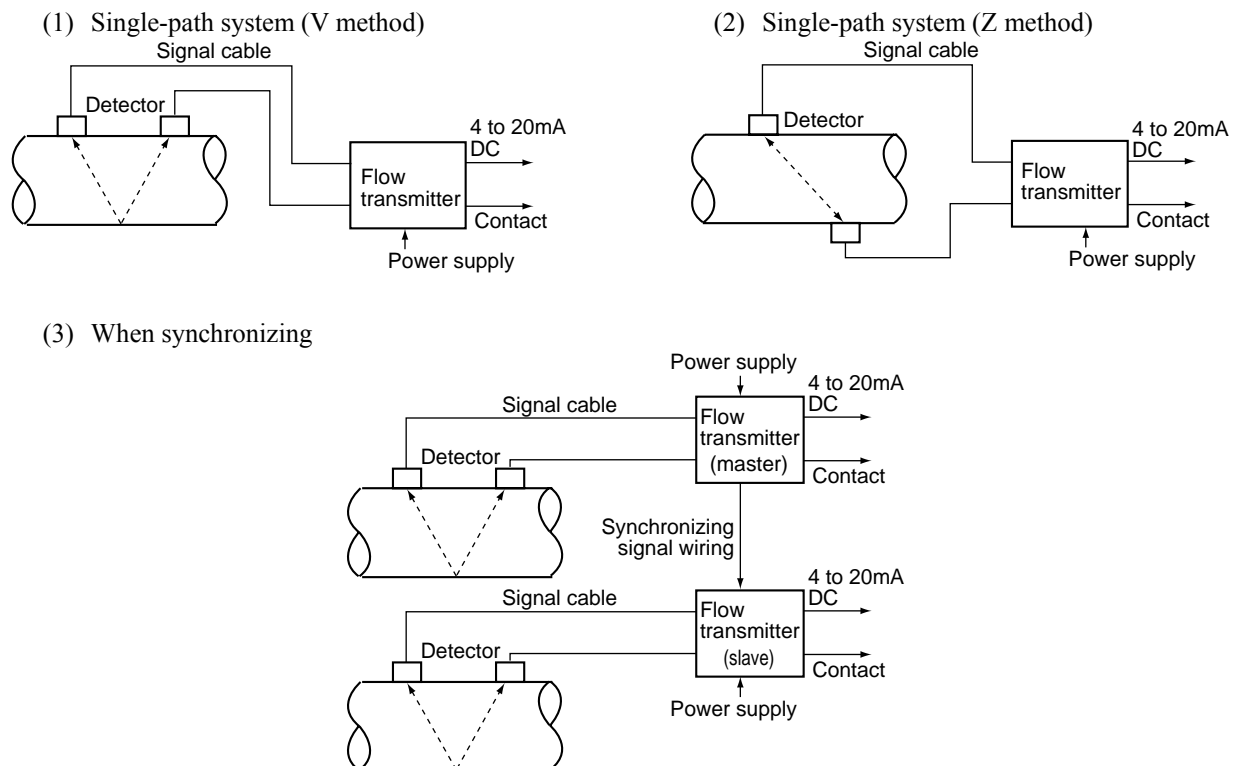 (1) Single-path system (V method)
Signal cable
Detector
4 to 20mA
DC
Flow
transmitter
Contact
Power supply
(2) Single-path system (Z method)
Signal cable
Detector
4 to 20mA
DC
Flow
transmitter
Contact
Power supply
(3) When synchronizing
Power supply
4 to 20mA
DC
Signal cable
Flow
transmitter
(master)
Detector
Contact
Synchronizing
signal wiring
4 to 20mA
DC
Signal cable
Flow
transmitter
(slave)
Detector
Contact
Power supply